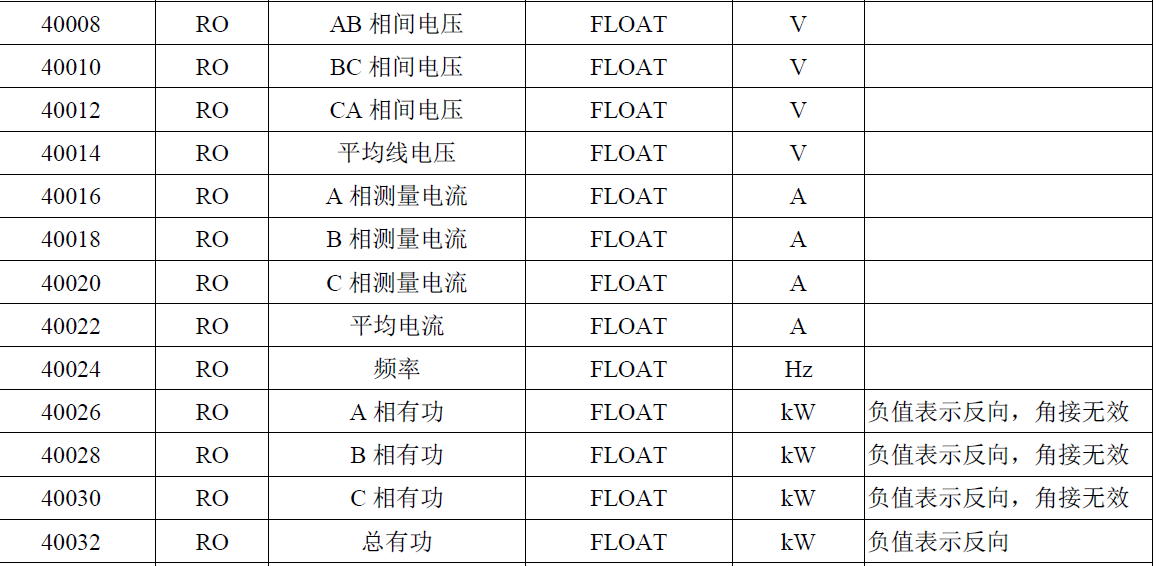 40008 RO AB 相间电压 FLOAT V
40010 RO BC 相间电压 FLOAT V
40012 RO CA 相间电压 FLOAT V
40014 RO 平均线电压 FLOAT V
40016 RO A 相测量电流 FLOAT A
40018 RO B 相测量电流 FLOAT A
40020 RO C 相测量电流 FLOAT A
40022 RO 平均电流 FLOAT A
40024 RO 频率 FLOAT Hz
40026 RO A 相有功 FLOAT kW 负值表示反向，角接无效
40028 RO B 相有功 FLOAT kW 负值表示反向，角接无效
40030 RO C 相有功 FLOAT kW 负值表示反向，角接无效
40032 RO 总有功 FLOAT kW 负值表示反向